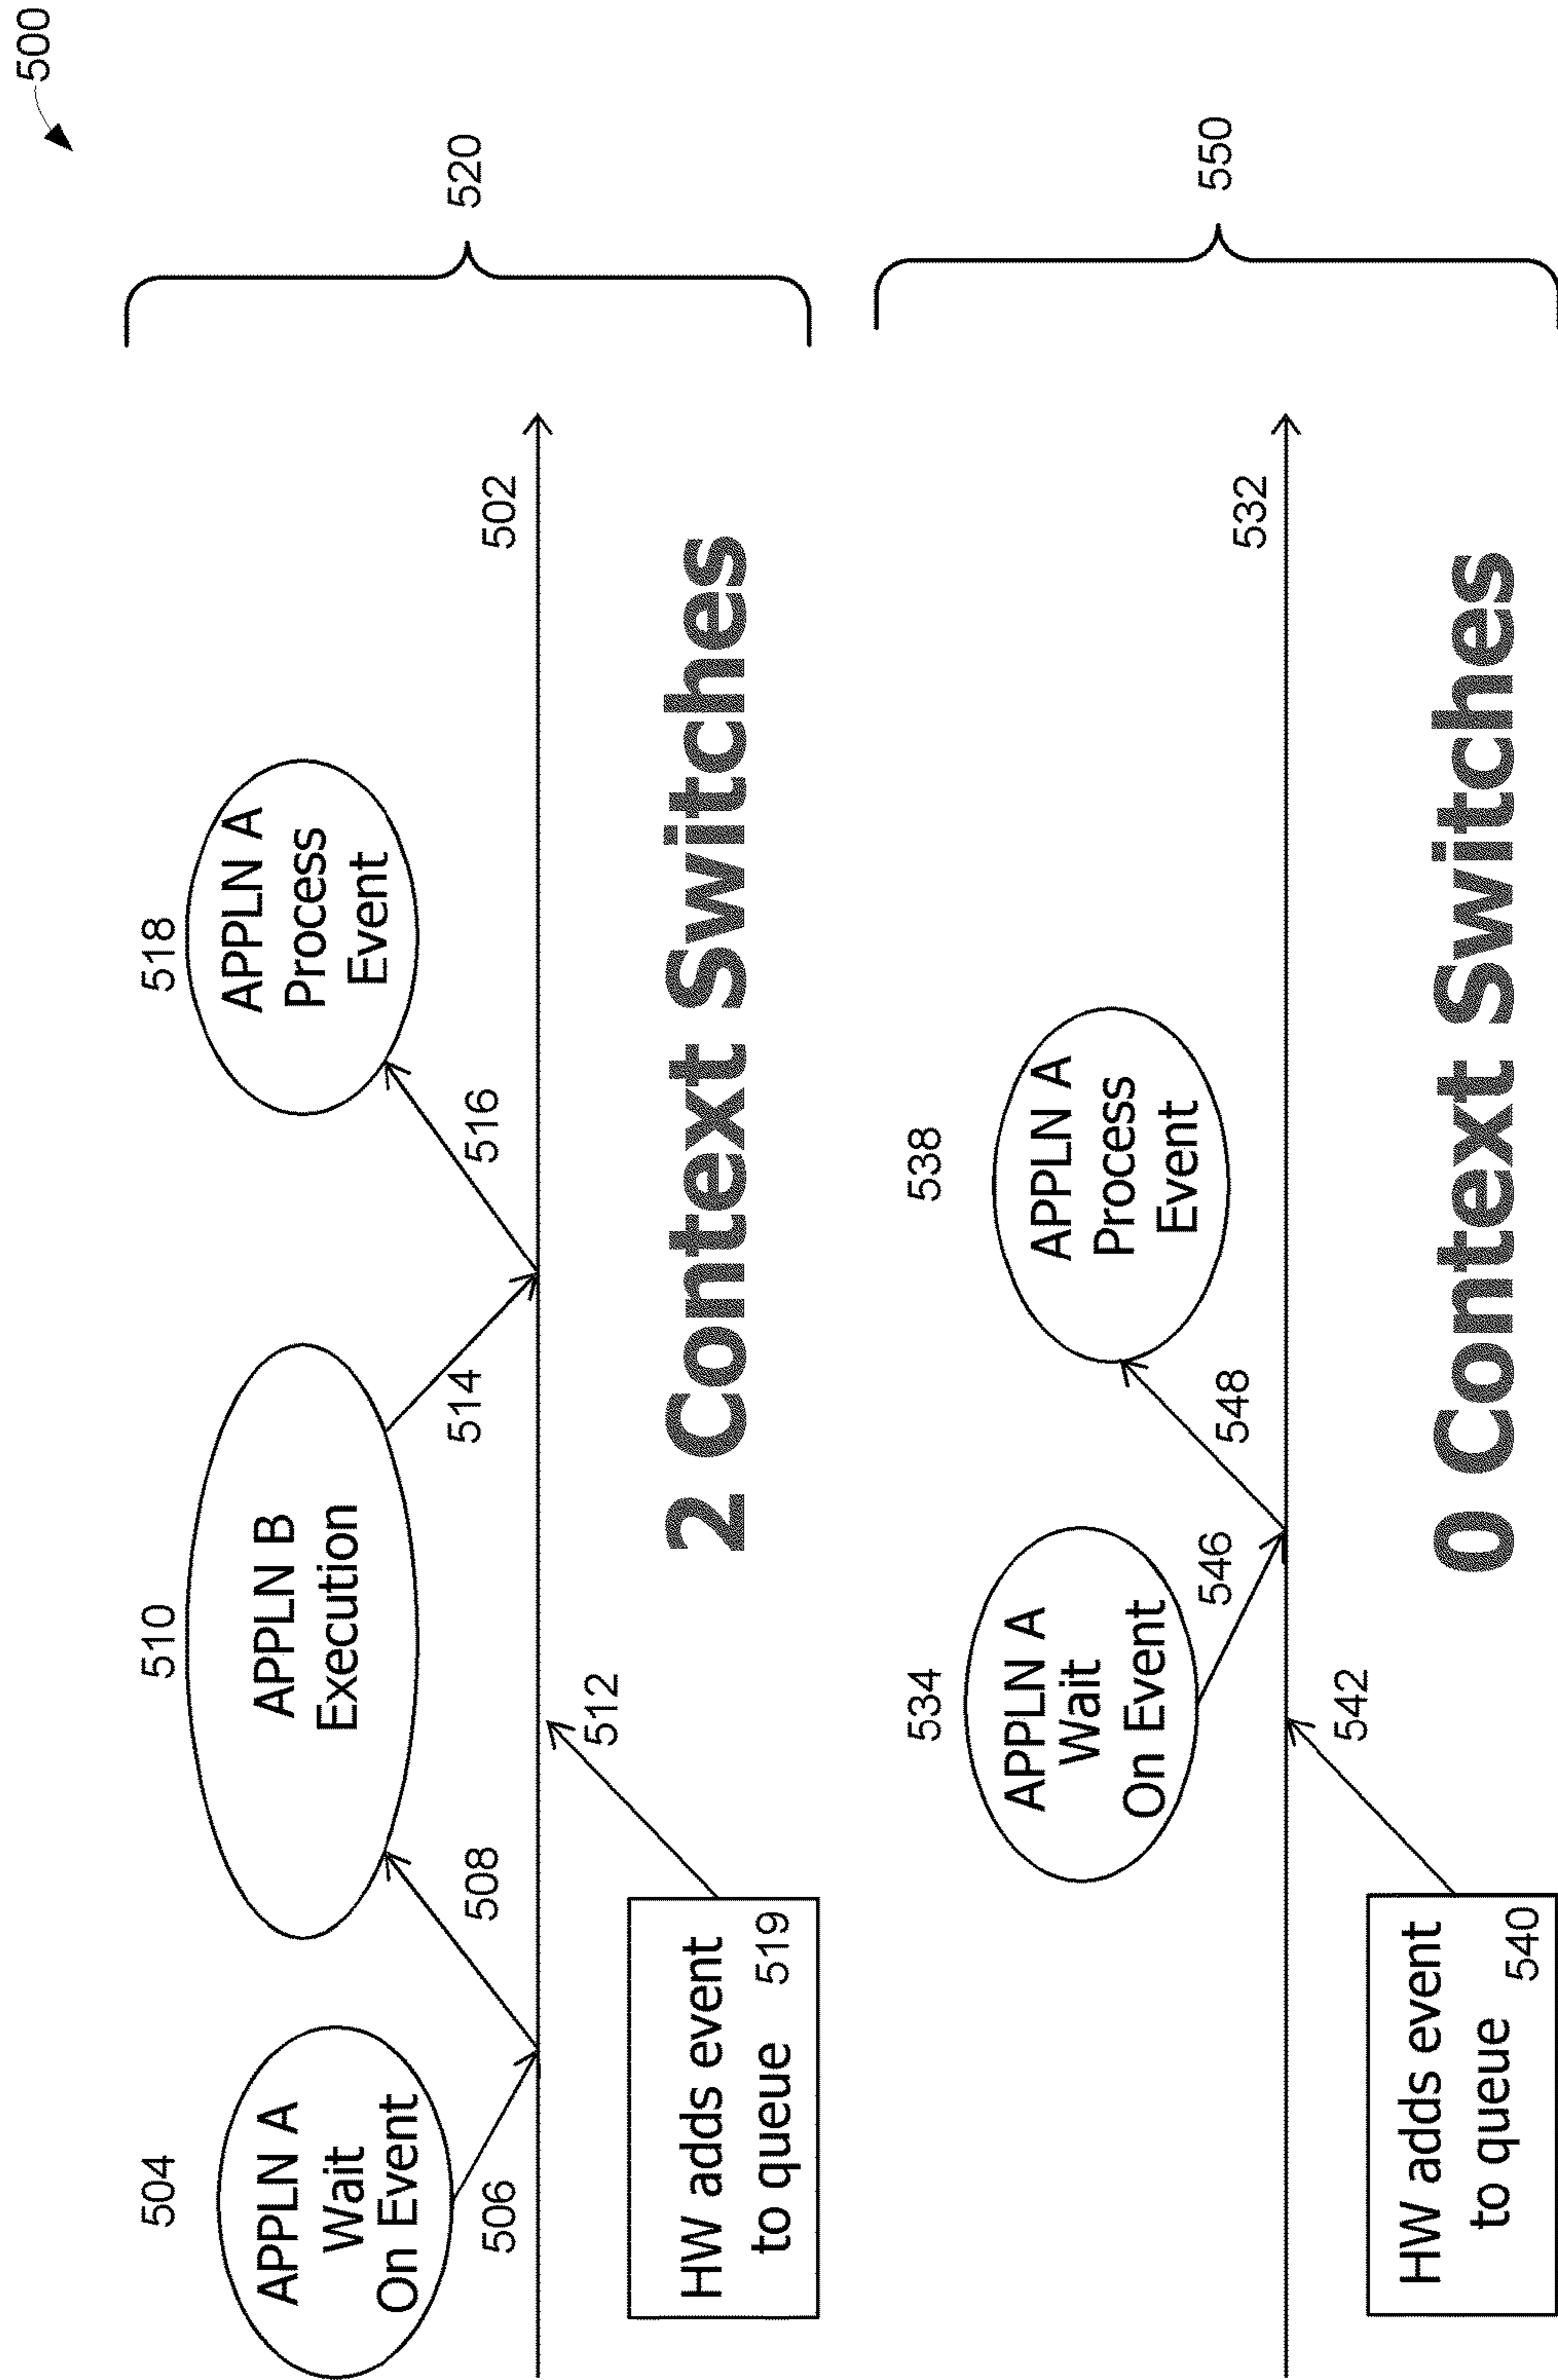 500
504
APPLN A
Wait
On Event
506
508
510
APPLN B
Execution
514
516
518
APPLN A
Process
Event
502
520
HW adds event
to queue 519
512
2 Context Switches
534
APPLN A
Wait
On Event
546
548
538
APPLN A
Process
Event
532
550
HW adds event
to queue 540
542
0 Context Switches